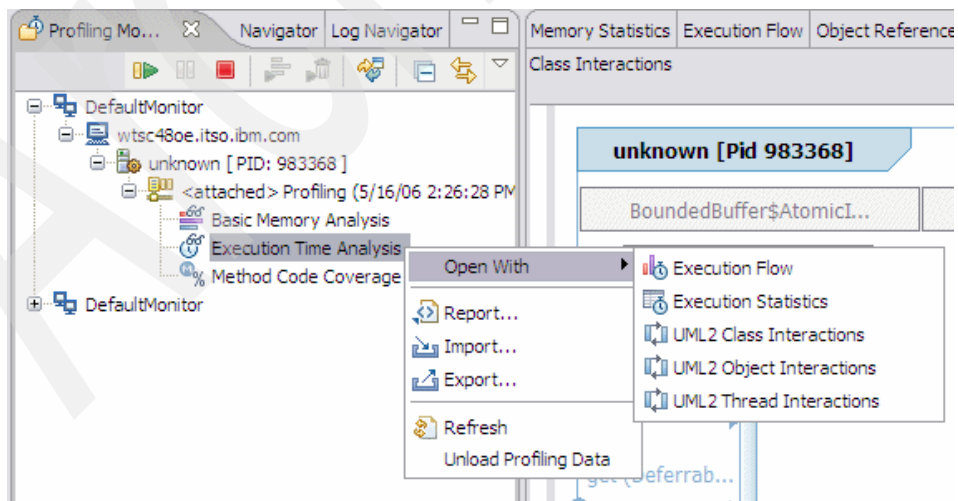 Profiling Mo... Navigator Log Navigator
Memory Statistics Execution Flow Object Reference
Class Interactions
DefaultMonitor
wtsc48oe.itso.ibm.com
unknown [ PID: 983368 ]
<attached> Profiling (5/16/06 2:26:28 PM
Basic Memory Analysis
Execution Time Analysis
Method Code Coverage
DefaultMonitor
unknown [Pid 983368]
BoundedBuffer$AtomicI...
Open With
Report...
Import...
Export...
Refresh
Unload Profiling Data
Execution Flow
Execution Statistics
UML2 Class Interactions
UML2 Object Interactions
UML2 Thread Interactions
get (Deferrab...